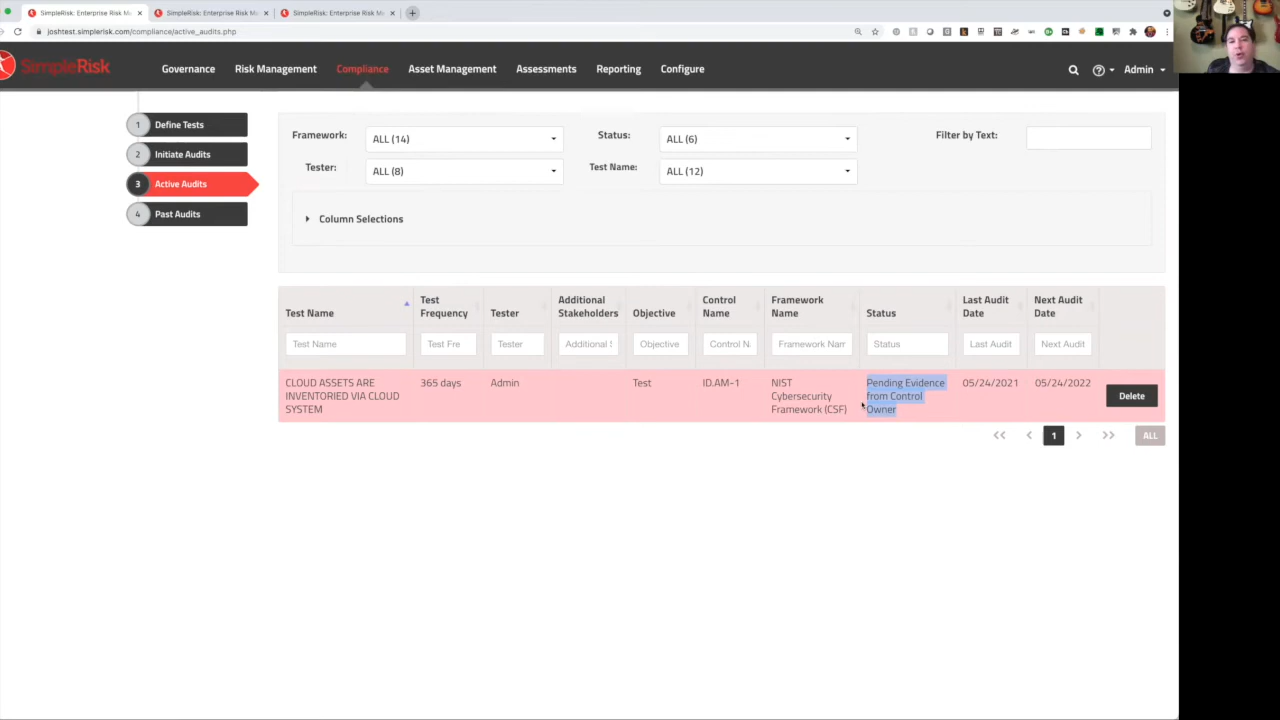 SimpleRisk: Enterprise Risk Ma
SimpleRisk: Enterprise Risk Ma
SimpleRisk: Enterprise Risk Ma
joshtest.simplerisk.com/compliance/active_audits.php
SimpleRisk
Governance
Risk Management
Compliance
Asset Management
Assessments
Reporting
Configure
Admin
1 Define Tests
2 Initiate Audits
3 Active Audits
4 Past Audits
Framework: ALL (14)
Status: ALL (6)
Filter by Text:
Tester: ALL (8)
Test Name: ALL (12)
Column Selections
Test Name
Test Frequency
Tester
Additional Stakeholders
Objective
Control Name
Framework Name
Status
Last Audit Date
Next Audit Date
Test Name
Test Fre
Tester
Additional S
Objective
Control N
Framework Nam
Status
Last Audit
Next Audit
CLOUD ASSETS ARE
INVENTORIED VIA CLOUD
SYSTEM
365 days
Admin
Test
ID.AM-1
NIST
Cybersecurity
Framework (CSF)
Pending Evidence
from Control
Owner
05/24/2021
05/24/2022
Delete
<< < 1 > >> ALL